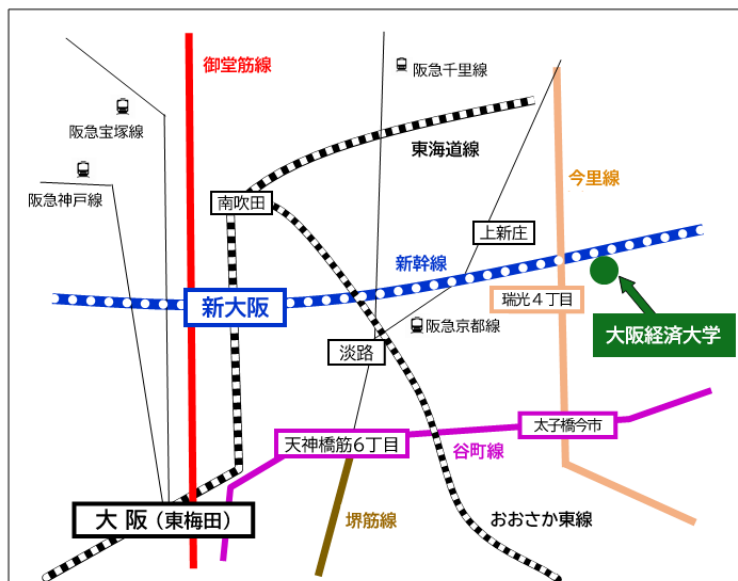 御堂筋線
阪急千里線
阪急宝塚線
東海道線
阪急神戸線
今里線
南吹田
上新庄
新幹線
新大阪
瑞光4丁目
阪急京都線
大阪経済大学
淡路
太子橋今市
天神橋筋6丁目
谷町線
大阪（東梅田）
堺筋線
おおさか東線